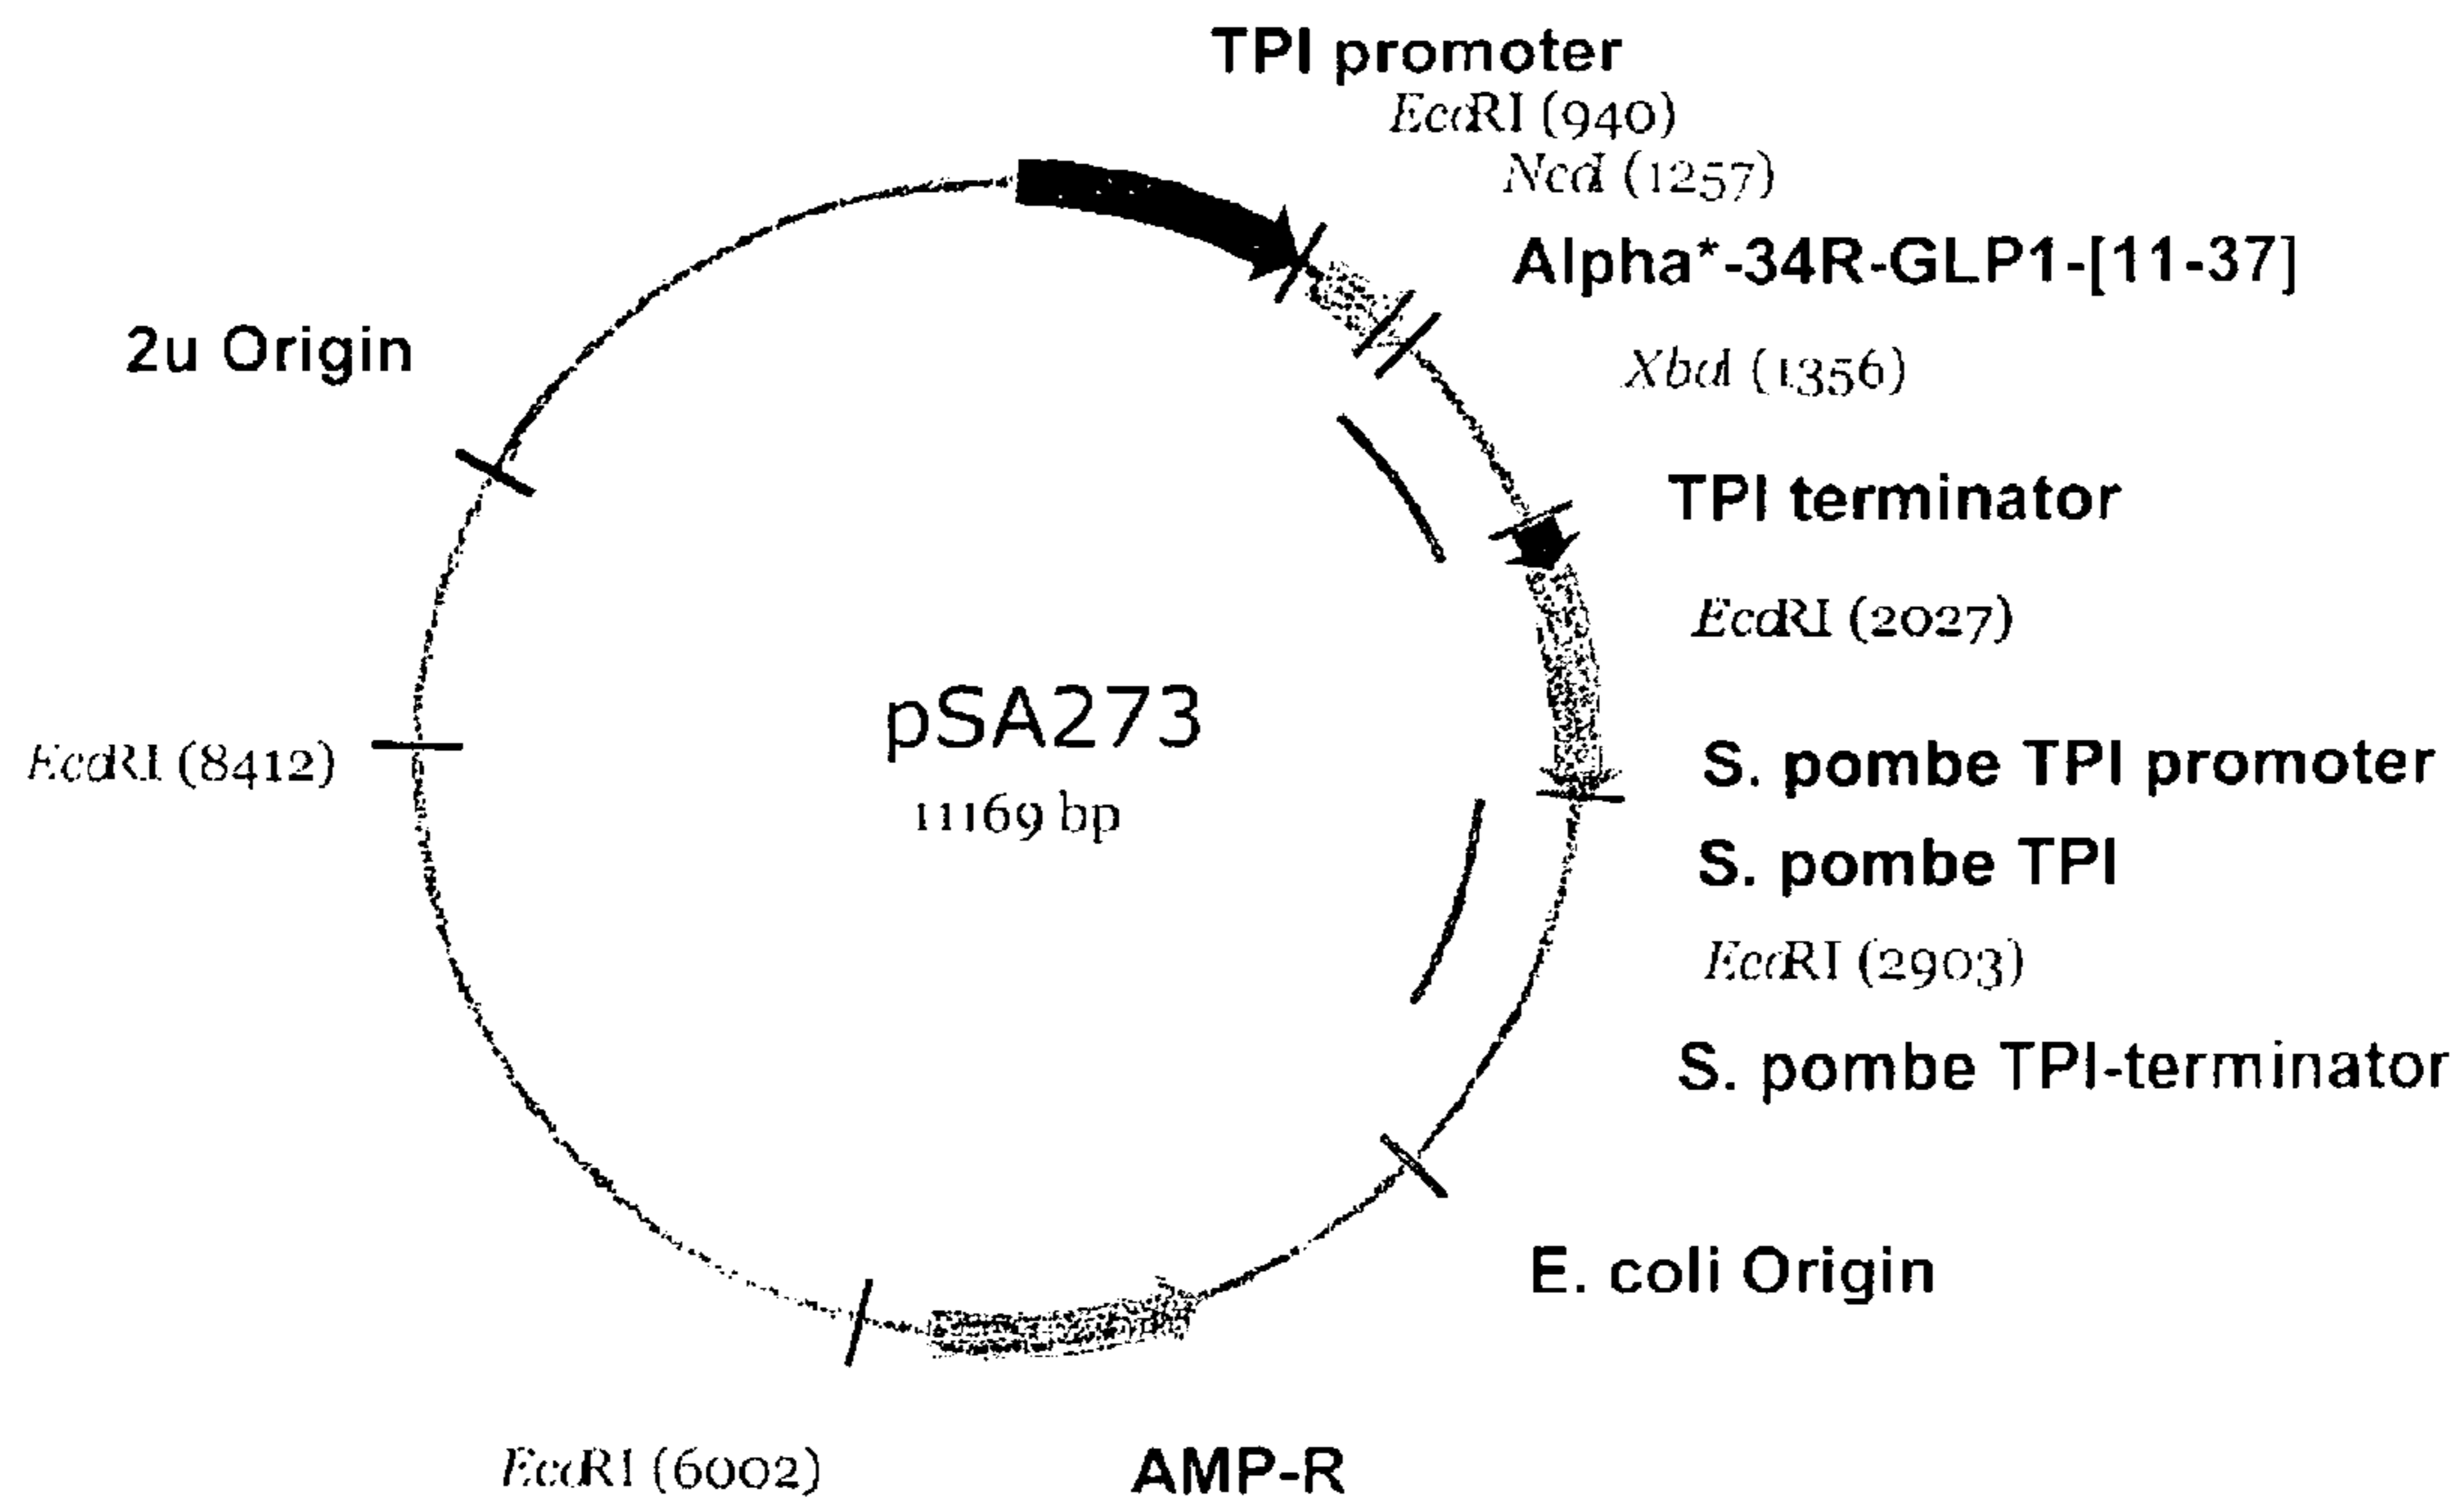 TPI promoter
EcoRI (940)
NcoI (1257)
Alpha*-34R-GLP1-[11-37]
XbaI (1356)
TPI terminator
EcoRI (2027)
S. pombe TPI promoter
S. pombe TPI
EcoRI (2903)
S. pombe TPI-terminator
E. coli Origin
AMP-R
EcoRI (6002)
EcoRI (8412)
2u Origin
pSA273
11169 bp